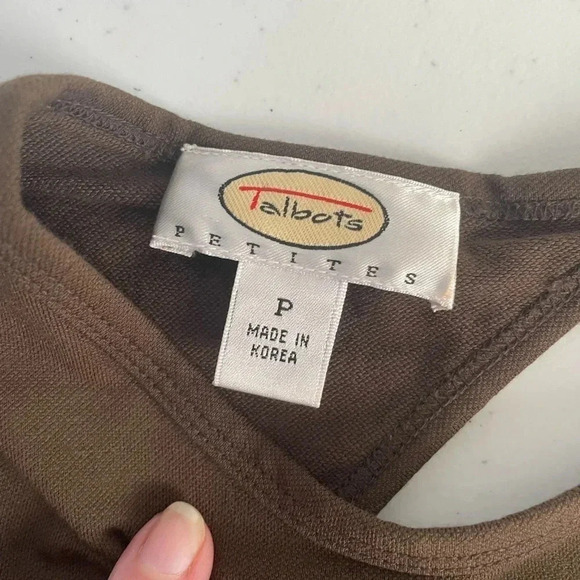 Talbots
PETITES
P
MADE IN
KOREA